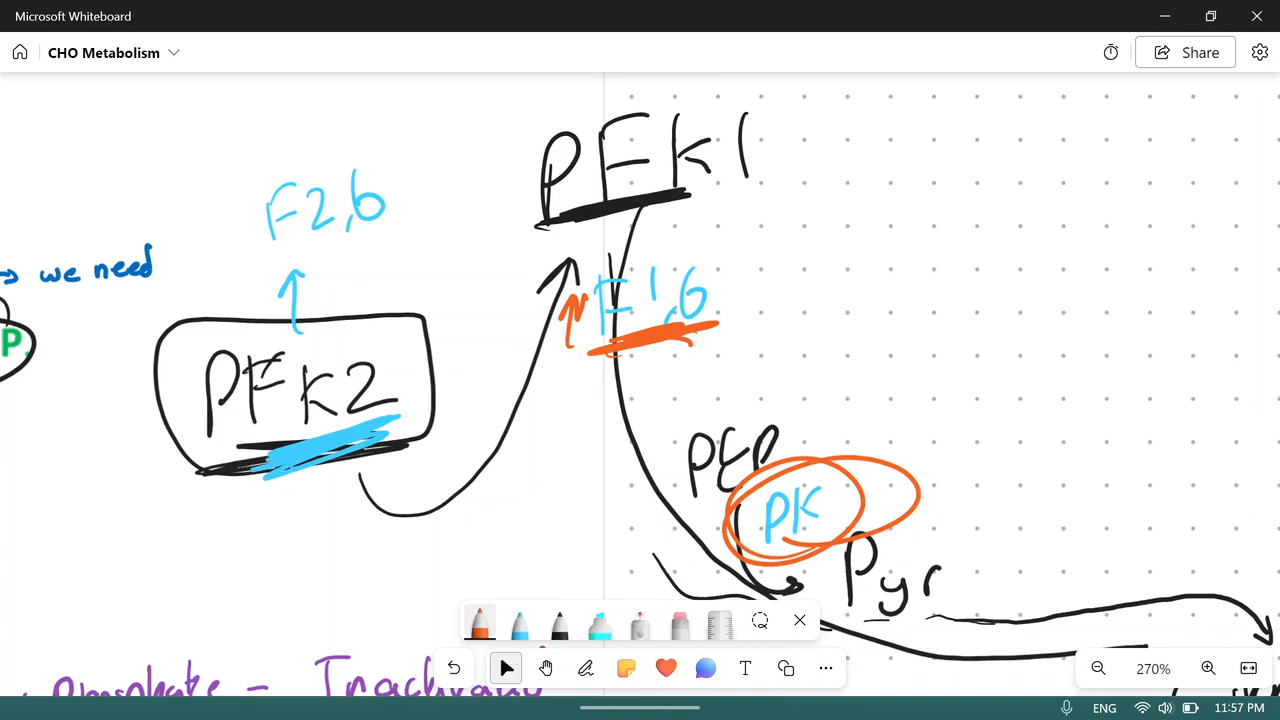 Microsoft Whiteboard
CHO Metabolism
Share
PFK1
F2,6
→ we need
F1,6
P
PFK2
PEP
PK
Pyr
Phosphate -
270%
ENG
11:57 PM